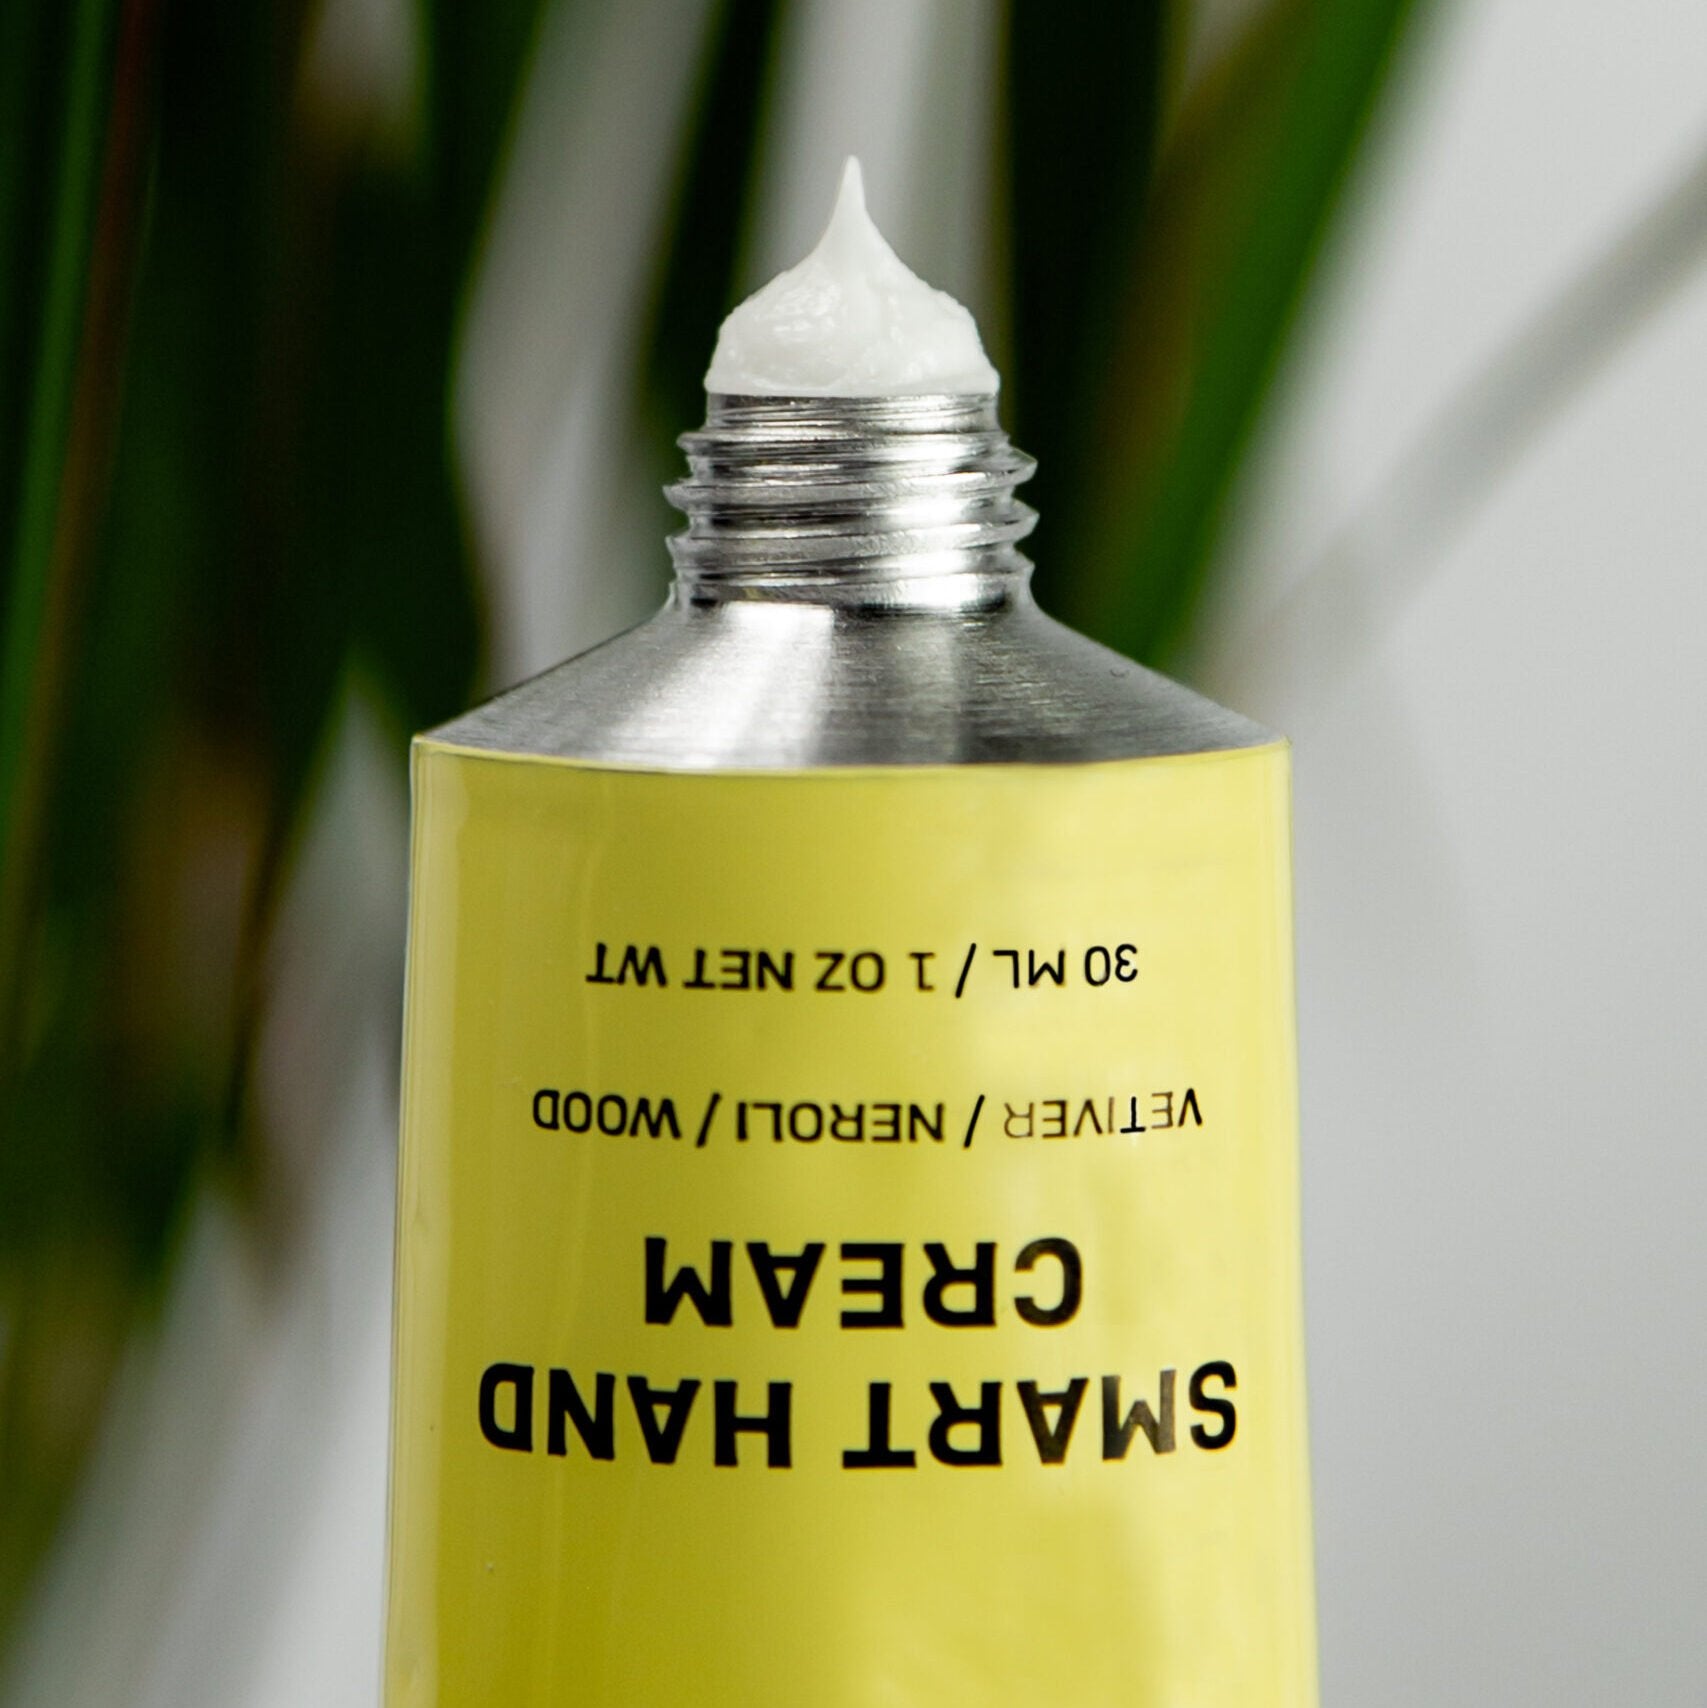 SMART HAND
CREAM
VETIVER / NEROLI / WOOD
30 ML / 1 OZ NET WT